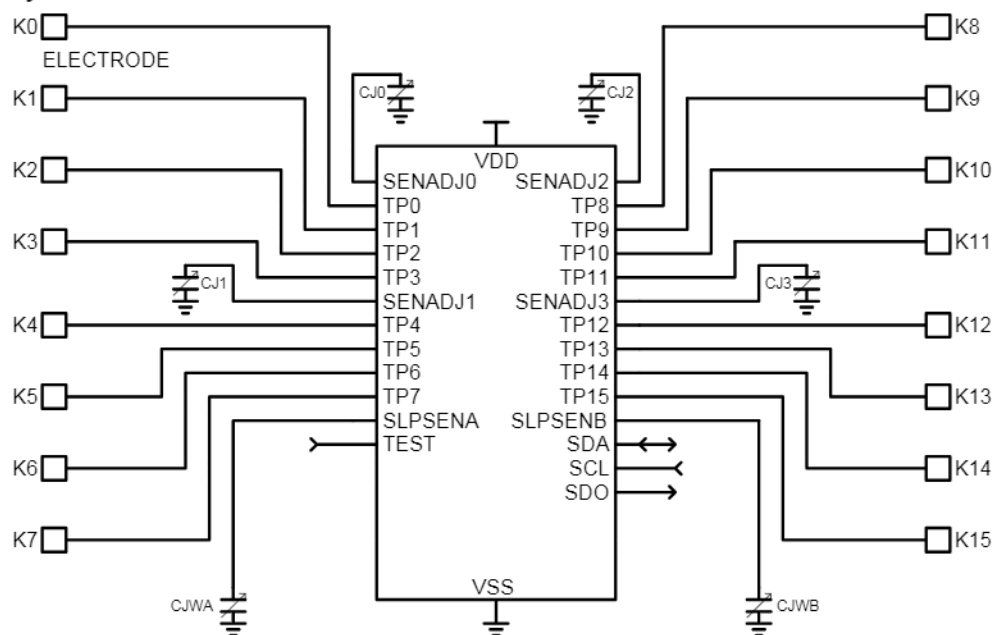 K0
ELECTRODE
K1
K2
K3
K4
K5
K6
K7
CJ0
CJ1
CJWA
VDD
SENADJ0 SENADJ2
TP0 TP8
TP1 TP9
TP2 TP10
TP3 TP11
SENADJ1 SENADJ3
TP4 TP12
TP5 TP13
TP6 TP14
TP7 TP15
SLPSENA SLPSENB
TEST SDA
SCL
SDO
VSS
CJ2
CJ3
CJWB
K8
K9
K10
K11
K12
K13
K14
K15